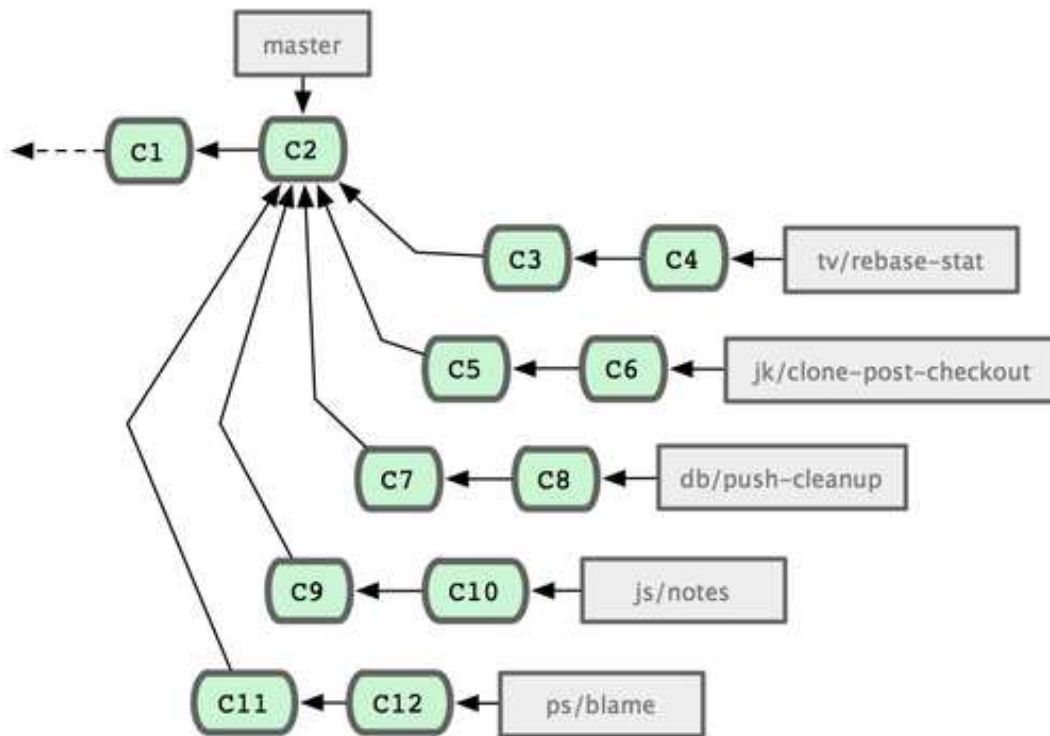 master
C1
C2
C3
C4
tv/rebase-stat
C5
C6
jk/clone-post-checkout
C7
C8
db/push-cleanup
C9
C10
js/notes
C11
C12
ps/blame